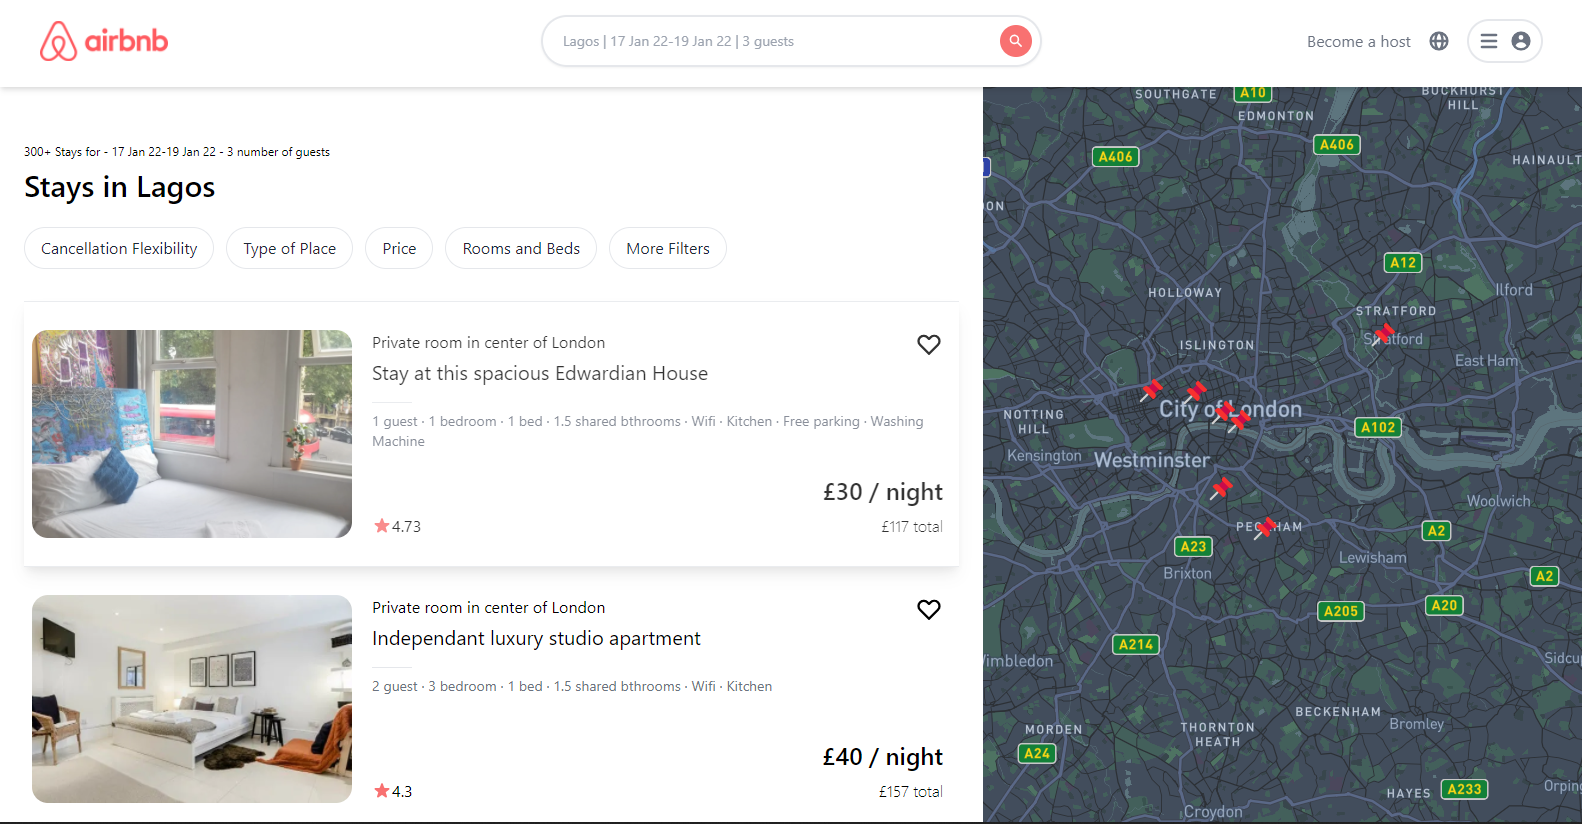 airbnb
Lagos | 17 Jan 22-19 Jan 22 | 3 guests
Become a host
300+ Stays for - 17 Jan 22-19 Jan 22 - 3 number of guests
Stays in Lagos
Cancellation Flexibility
Type of Place
Price
Rooms and Beds
More Filters
Private room in center of London
Stay at this spacious Edwardian House
1 guest · 1 bedroom · 1 bed · 1.5 shared bthrooms · Wifi · Kitchen · Free parking · Washing
Machine
£30 / night
4.73
£117 total
Private room in center of London
Independant luxury studio apartment
2 guest · 3 bedroom · 1 bed · 1.5 shared bthrooms · Wifi · Kitchen
£40 / night
4.3
£157 total
SOUTHGATE
A10
BUCKHURST
HILL
EDMONTON
A406
A406
HAINAULT
A12
HOLLOWAY
Ilford
STRATFORD
Stratford
ISLINGTON
East Ham
City of London
NOTTING
HILL
A102
Kensington
Westminster
Woolwich
PECKHAM
A2
A23
Lewisham
Brixton
A2
A205
A20
A214
Wimbledon
Sidcu
BECKENHAM
Bromley
MORDEN
THORNTON
HEATH
A24
Orping
HAYES
A233
Croydon